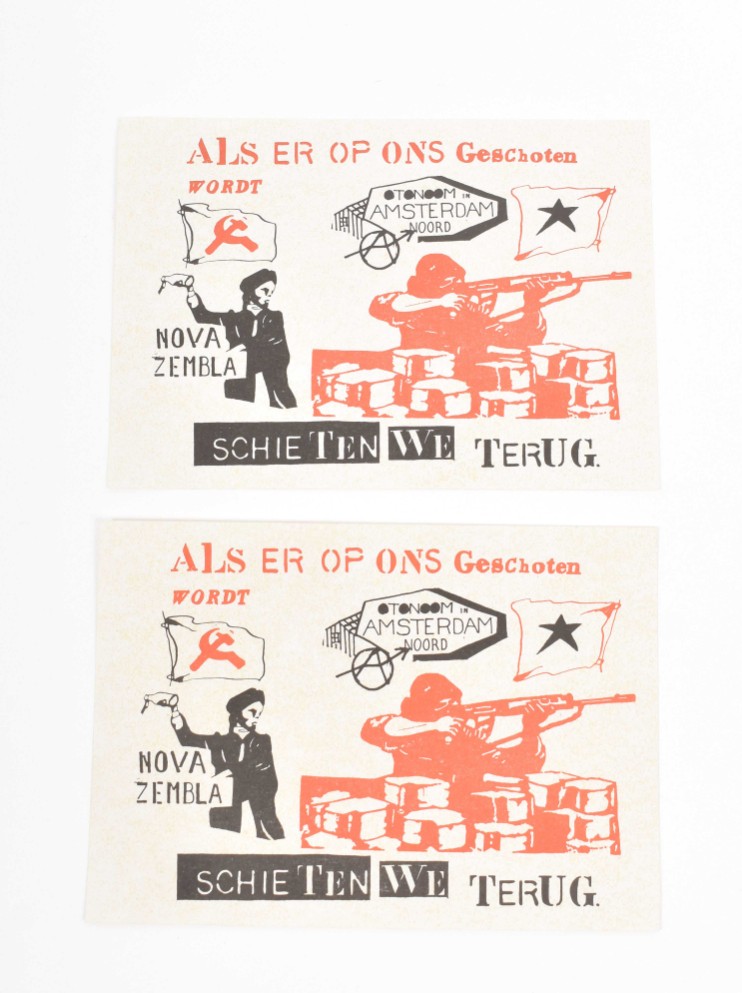 ALS ER OP ONS GesChoten
WORDT
OTONOOM IN
AMSTERDAM
NOORD
NOVA
ZEMBLA
SCHIETEN WE TERUG.
ALS ER OP ONS GesChoten
WORDT
OTONOOM IN
AMSTERDAM
NOORD
NOVA
ZEMBLA
SCHIETEN WE TERUG.